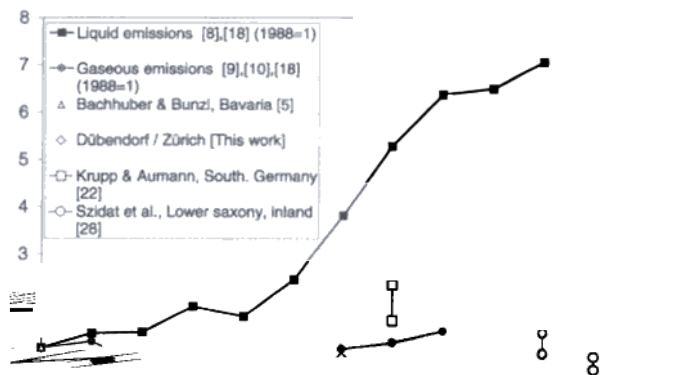 8
7
6
5
4
3
Liquid emissions [8],[18] (1988=1)
Gaseous emissions [9],[10],[18]
(1988=1)
Bachhuber & Bunzl, Bavaria [5]
Dübendorf / Zürich [This work]
Krupp & Aumann, South. Germany
[22]
Szidat et al., Lower saxony, inland
[28]